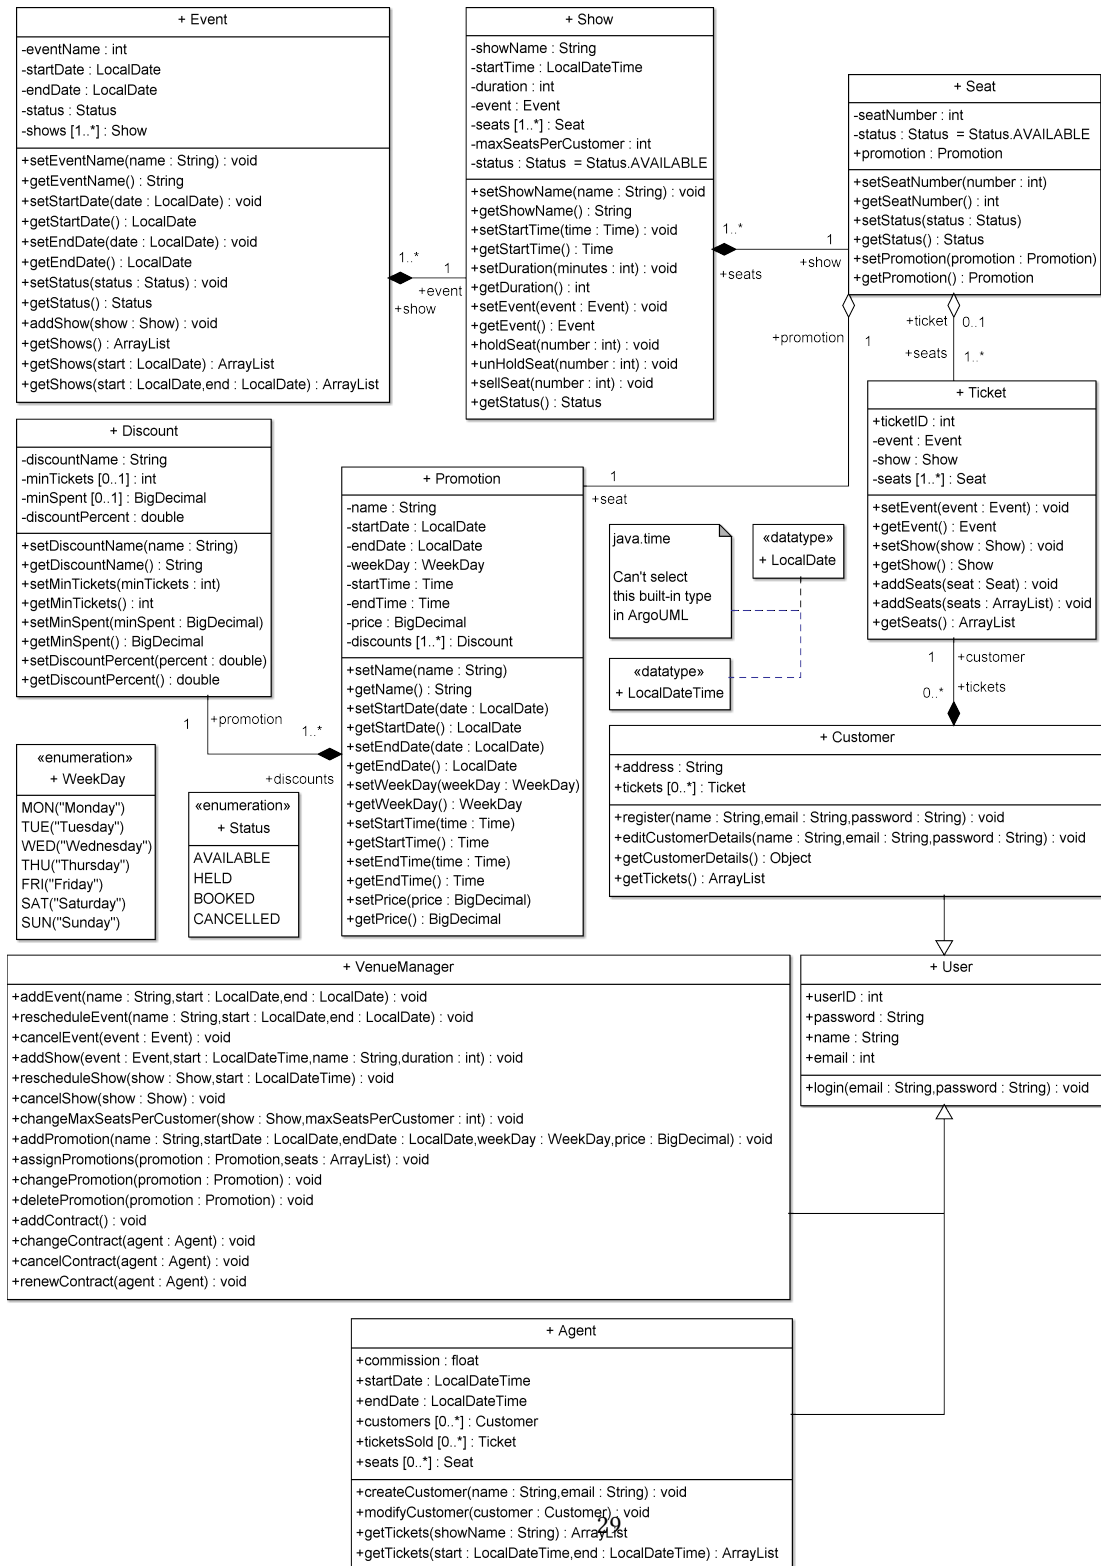 + Event
-eventName : int
-startDate : LocalDate
-endDate : LocalDate
-status : Status
-shows [1..*] : Show
+setEventName(name : String) : void
+getEventName() : String
+setStartDate(date : LocalDate) : void
+getStartDate() : LocalDate
+setEndDate(date : LocalDate) : void
+getEndDate() : LocalDate
+setStatus(status : Status) : void
+getStatus() : Status
+addShow(show : Show) : void
+getShows() : ArrayList
+getShows(start : LocalDate) : ArrayList
+getShows(start : LocalDate,end : LocalDate) : ArrayList
1..*
1
+event
+show
+ Show
-showName : String
-startTime : LocalDateTime
-duration : int
-event : Event
-seats [1..*] : Seat
-maxSeatsPerCustomer : int
-status : Status = Status.AVAILABLE
+setShowName(name : String) : void
+getShowName() : String
+setStartTime(time : Time) : void
+getStartTime() : Time
+setDuration(minutes : int) : void
+getDuration() : int
+setEvent(event : Event) : void
+getEvent() : Event
+holdSeat(number : int) : void
+unHoldSeat(number : int) : void
+sellSeat(number : int) : void
+getStatus() : Status
1..*
1
+show
+seats
+ Seat
-seatNumber : int
-status : Status = Status.AVAILABLE
+promotion : Promotion
+setSeatNumber(number : int)
+getSeatNumber() : int
+setStatus(status : Status)
+getStatus() : Status
+setPromotion(promotion : Promotion)
+getPromotion() : Promotion
+promotion
1
+ticket
0..1
+seats
1..*
+ Ticket
+ticketID : int
-event : Event
-show : Show
-seats [1..*] : Seat
+setEvent(event : Event) : void
+getEvent() : Event
+setShow(show : Show) : void
+getShow() : Show
+addSeats(seat : Seat) : void
+addSeats(seats : ArrayList) : void
+getSeats() : ArrayList
1
+customer
0..*
+tickets
+ Discount
-discountName : String
-minTickets [0..1] : int
-minSpent [0..1] : BigDecimal
-discountPercent : double
+setDiscountName(name : String)
+getDiscountName() : String
+setMinTickets(minTickets : int)
+getMinTickets() : int
+setMinSpent(minSpent : BigDecimal)
+getMinSpent() : BigDecimal
+setDiscountPercent(percent : double)
+getDiscountPercent() : double
1
+promotion
1..*
+discounts
+ Promotion
-name : String
-startDate : LocalDate
-endDate : LocalDate
-weekDay : WeekDay
-startTime : Time
-endTime : Time
-price : BigDecimal
-discounts [1..*] : Discount
+setName(name : String)
+getName() : String
+setStartDate(date : LocalDate)
+getStartDate() : LocalDate
+setEndDate(date : LocalDate)
+getEndDate() : LocalDate
+setWeekDay(weekDay : WeekDay)
+getWeekDay() : WeekDay
+setStartTime(time : Time)
+getStartTime() : Time
+setEndTime(time : Time)
+getEndTime() : Time
+setPrice(price : BigDecimal)
+getPrice() : BigDecimal
1
+seat
java.time
Can't select
this built-in type
in ArgoUML
«datatype»
+ LocalDate
«datatype»
+ LocalDateTime
«enumeration»
+ WeekDay
MON("Monday")
TUE("Tuesday")
WED("Wednesday")
THU("Thursday")
FRI("Friday")
SAT("Saturday")
SUN("Sunday")
«enumeration»
+ Status
AVAILABLE
HELD
BOOKED
CANCELLED
+ Customer
+address : String
+tickets [0..*] : Ticket
+register(name : String,email : String,password : String) : void
+editCustomerDetails(name : String,email : String,password : String) : void
+getCustomerDetails() : Object
+getTickets() : ArrayList
+ VenueManager
+addEvent(name : String,start : LocalDate,end : LocalDate) : void
+rescheduleEvent(name : String,start : LocalDate,end : LocalDate) : void
+cancelEvent(event : Event) : void
+addShow(event : Event,start : LocalDateTime,name : String,duration : int) : void
+rescheduleShow(show : Show,start : LocalDateTime) : void
+cancelShow(show : Show) : void
+changeMaxSeatsPerCustomer(show : Show,maxSeatsPerCustomer : int) : void
+addPromotion(name : String,startDate : LocalDate,endDate : LocalDate,weekDay : WeekDay,price : BigDecimal) : void
+assignPromotions(promotion : Promotion,seats : ArrayList) : void
+changePromotion(promotion : Promotion) : void
+deletePromotion(promotion : Promotion) : void
+addContract() : void
+changeContract(agent : Agent) : void
+cancelContract(agent : Agent) : void
+renewContract(agent : Agent) : void
+ User
+userID : int
+password : String
+name : String
+email : int
+login(email : String,password : String) : void
+ Agent
+commission : float
+startDate : LocalDateTime
+endDate : LocalDateTime
+customers [0..*] : Customer
+ticketsSold [0..*] : Ticket
+seats [0..*] : Seat
+createCustomer(name : String,email : String) : void
+modifyCustomer(customer : Customer) : void
+getTickets(showName : String) : ArrayList
+getTickets(start : LocalDateTime,end : LocalDateTime) : ArrayList
29